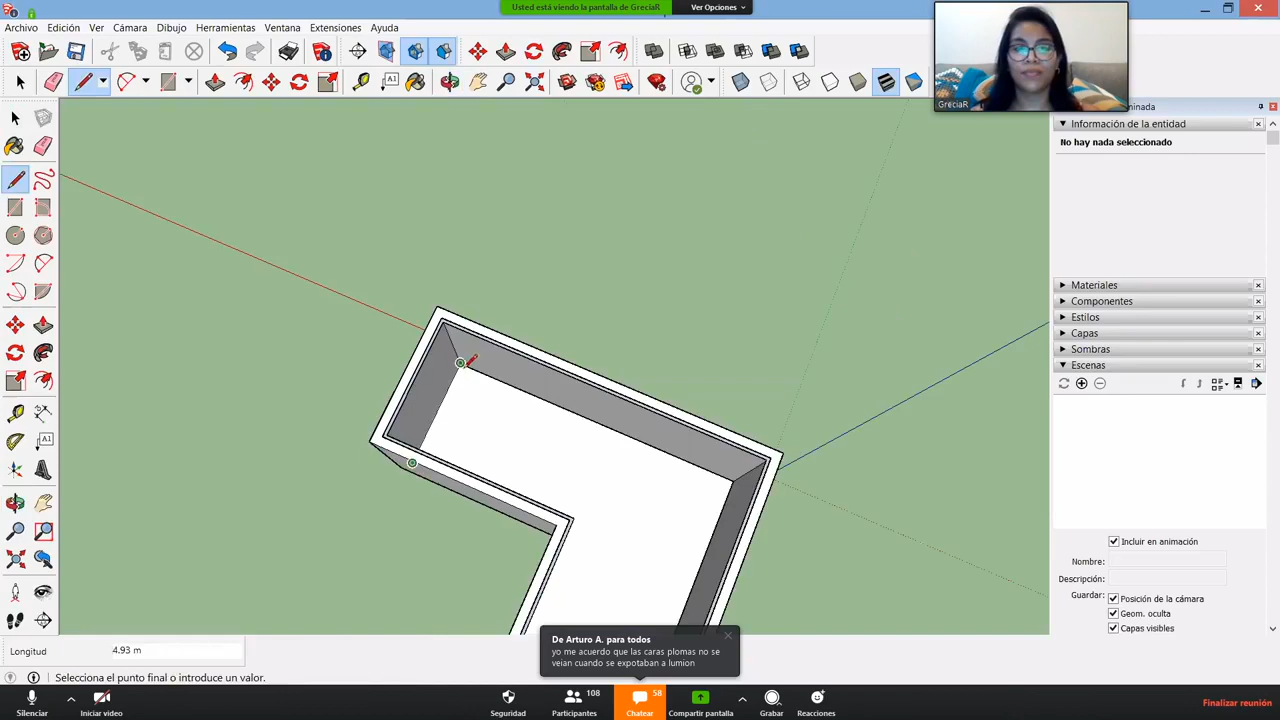 Usted está viendo la pantalla de GreciaR
Ver Opciones
Archivo Edición Ver Cámara Dibujo Herramientas Ventana Extensiones Ayuda
GreciaR
minada
Información de la entidad
No hay nada seleccionado
Materiales
Componentes
Estilos
Capas
Sombras
Escenas
Incluir en animación
Nombre:
Descripción:
Guardar:
Posición de la cámara
Geom. oculta
Capas visibles
Longitud 4.93 m
Selecciona el punto final o introduce un valor.
De Arturo A. para todos
yo me acuerdo que las caras plomas no se
veian cuando se expotaban a lumion
108
58
Silenciar
Iniciar video
Seguridad
Participantes
Chatear
Compartir pantalla
Grabar
Reacciones
Finalizar reunión